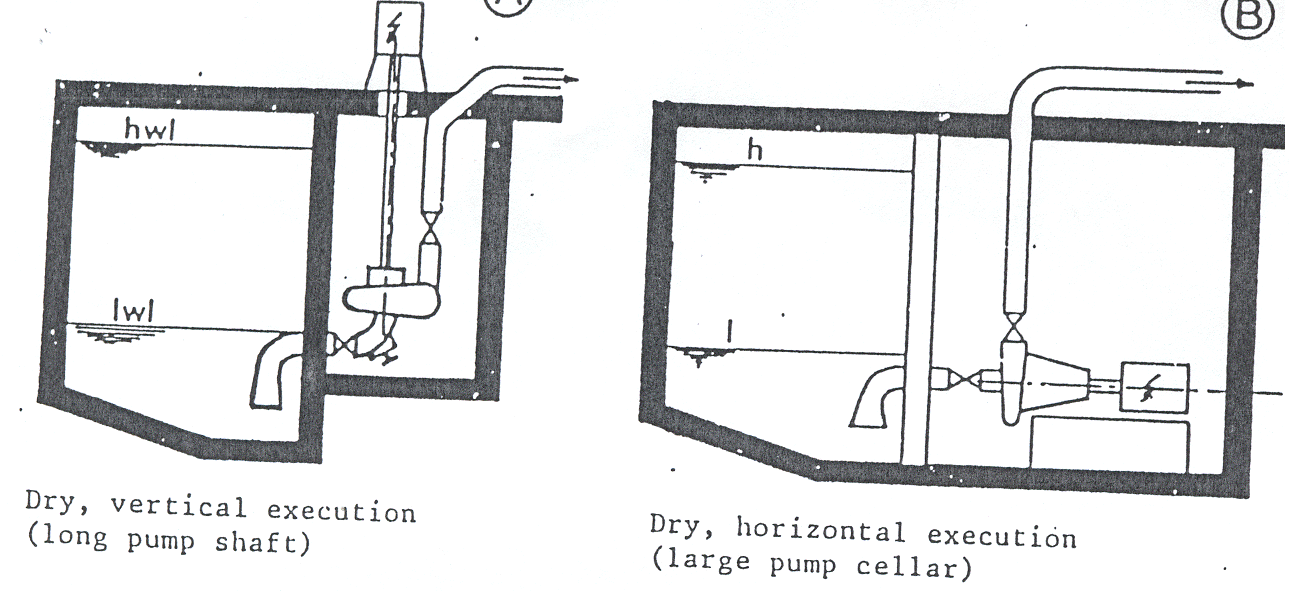 A
B
hwl
h
lwl
l
Dry, vertical execution
(long pump shaft)
Dry, horizontal execution
(large pump cellar)